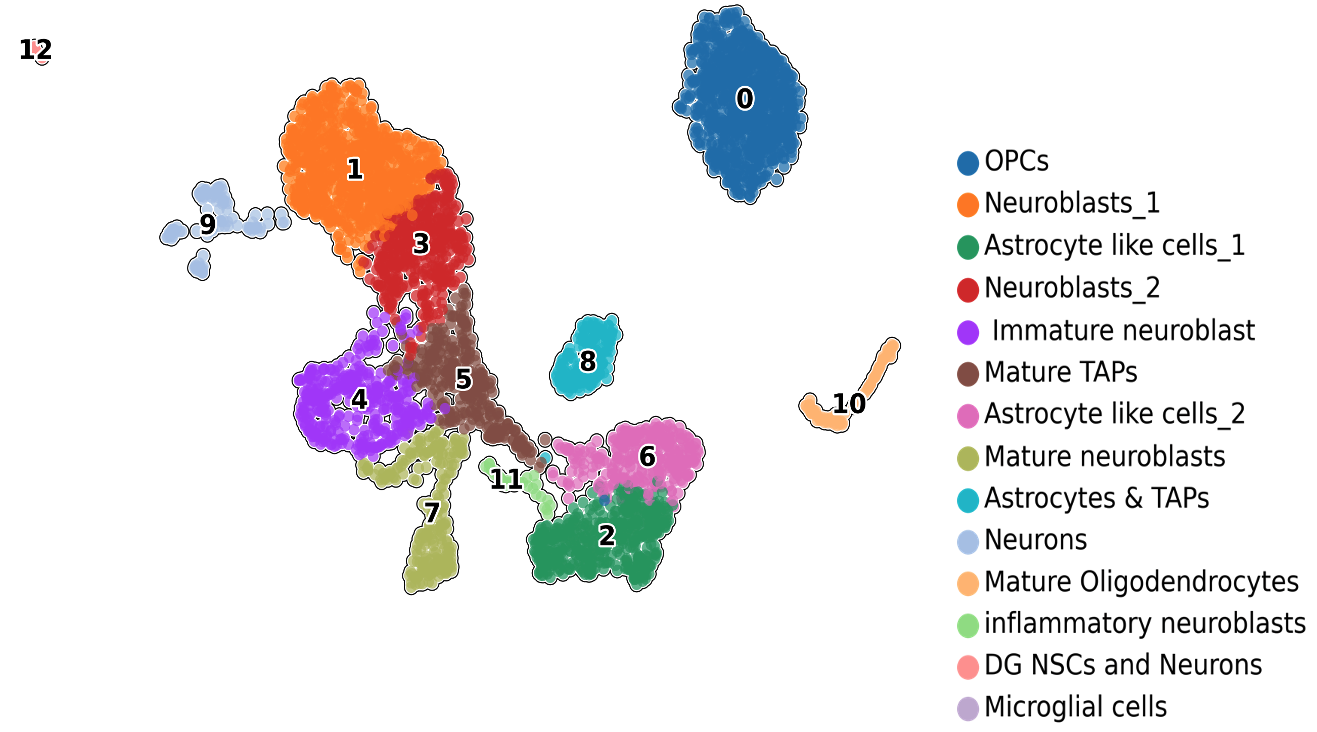 12
0
1
9
3
8
5
4
10
6
11
7
2
OPCs
Neuroblasts_1
Astrocyte like cells_1
Neuroblasts_2
Immature neuroblast
Mature TAPs
Astrocyte like cells_2
Mature neuroblasts
Astrocytes & TAPs
Neurons
Mature Oligodendrocytes
inflammatory neuroblasts
DG NSCs and Neurons
Microglial cells